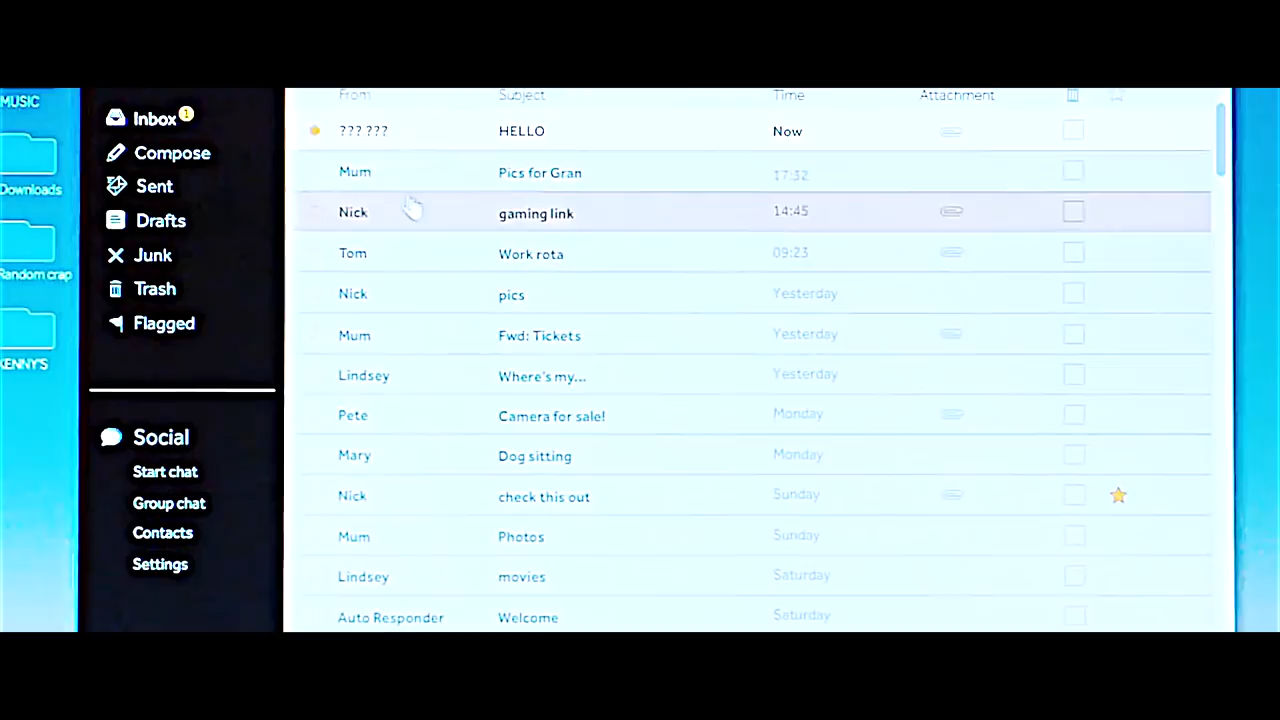 MUSIC
Downloads
Random crap
KENNY'S
Inbox 1
Compose
Sent
Drafts
Junk
Trash
Flagged
Social
Start chat
Group chat
Contacts
Settings
From Subject Time Attachment
??? ??? HELLO Now
Mum Pics for Gran 17:32
Nick gaming link 14:45
Tom Work rota 09:23
Nick pics Yesterday
Mum Fwd: Tickets Yesterday
Lindsey Where's my... Yesterday
Pete Camera for sale! Monday
Mary Dog sitting Monday
Nick check this out Sunday
Mum Photos Sunday
Lindsey movies Saturday
Auto Responder Welcome Saturday